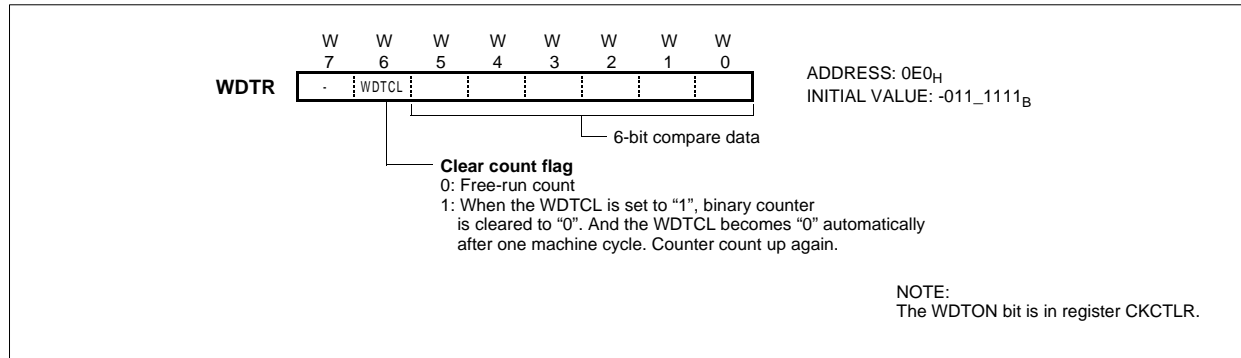 W W W W W W W W
7 6 5 4 3 2 1 0
WDTR - WDTCL
ADDRESS: 0E0H
INITIAL VALUE: -011_1111B
6-bit compare data
Clear count flag
0: Free-run count
1: When the WDTCL is set to “1”, binary counter
is cleared to “0”. And the WDTCL becomes “0” automatically
after one machine cycle. Counter count up again.
NOTE:
The WDTON bit is in register CKCTLR.